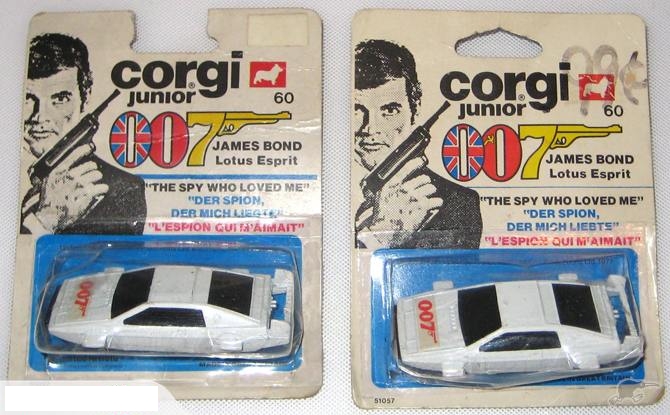 corgi
junior
60
007
JAMES BOND
Lotus Esprit
"THE SPY WHO LOVED ME"
"DER SPION,
DER MICH LIEBTE"
"L'ESPION QUI M'AIMAIT"
007
corgi
junior
99¢
60
007
JAMES BOND
Lotus Esprit
"THE SPY WHO LOVED ME"
"DER SPION,
DER MICH LIEBTE"
"L'ESPION QUI M'AIMAIT"
007
51057